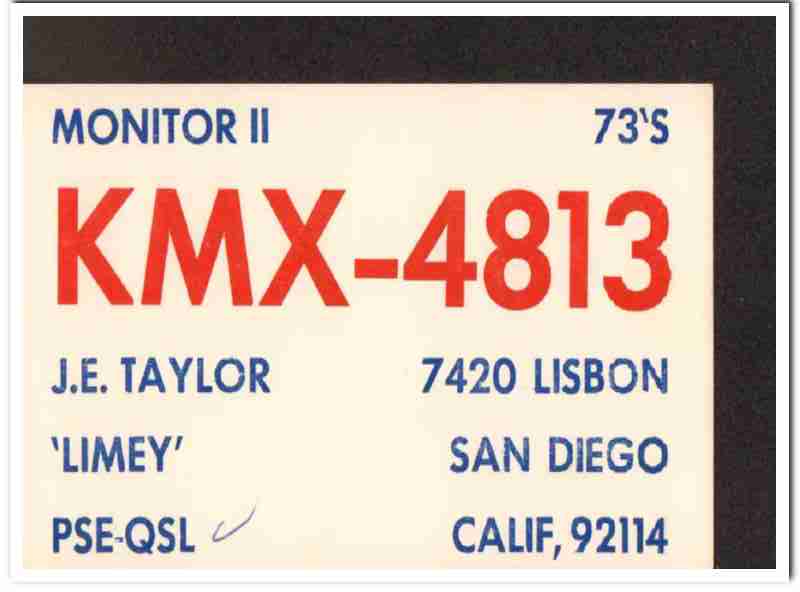 MONITOR II 73'S
KMX-4813
J.E. TAYLOR 7420 LISBON
'LIMEY' SAN DIEGO
PSE-QSL CALIF, 92114